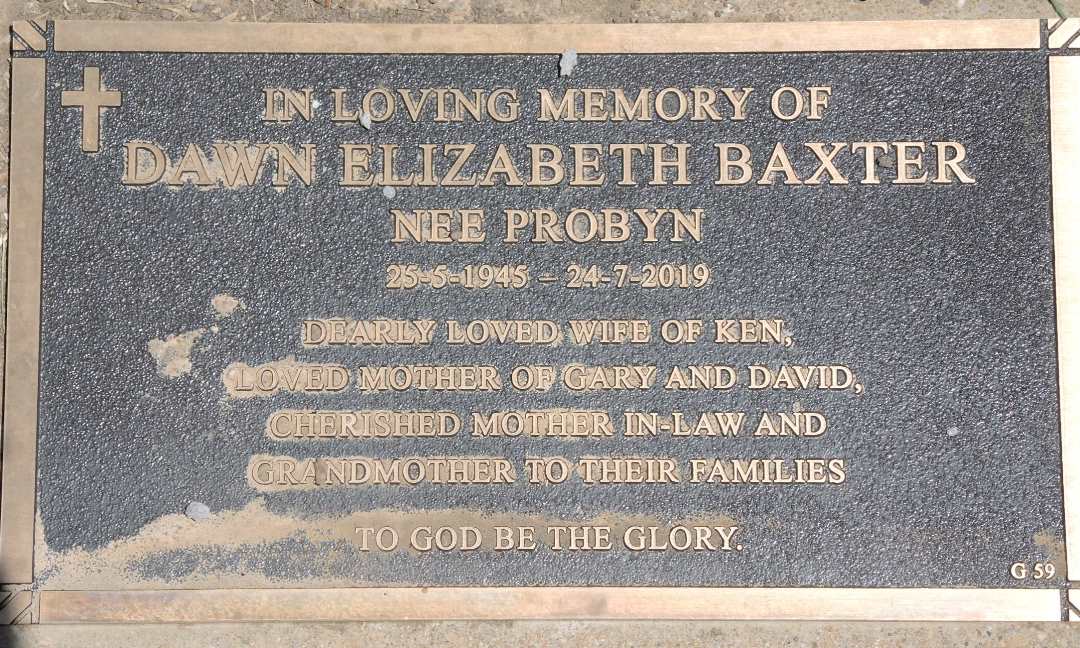 IN LOVING MEMORY OF
DAWN ELIZABETH BAXTER
NEE PROBYN
25-5-1945 – 24-7-2019
DEARLY LOVED WIFE OF KEN,
LOVED MOTHER OF GARY AND DAVID,
CHERISHED MOTHER IN-LAW AND
GRANDMOTHER TO THEIR FAMILIES
TO GOD BE THE GLORY.
G 59